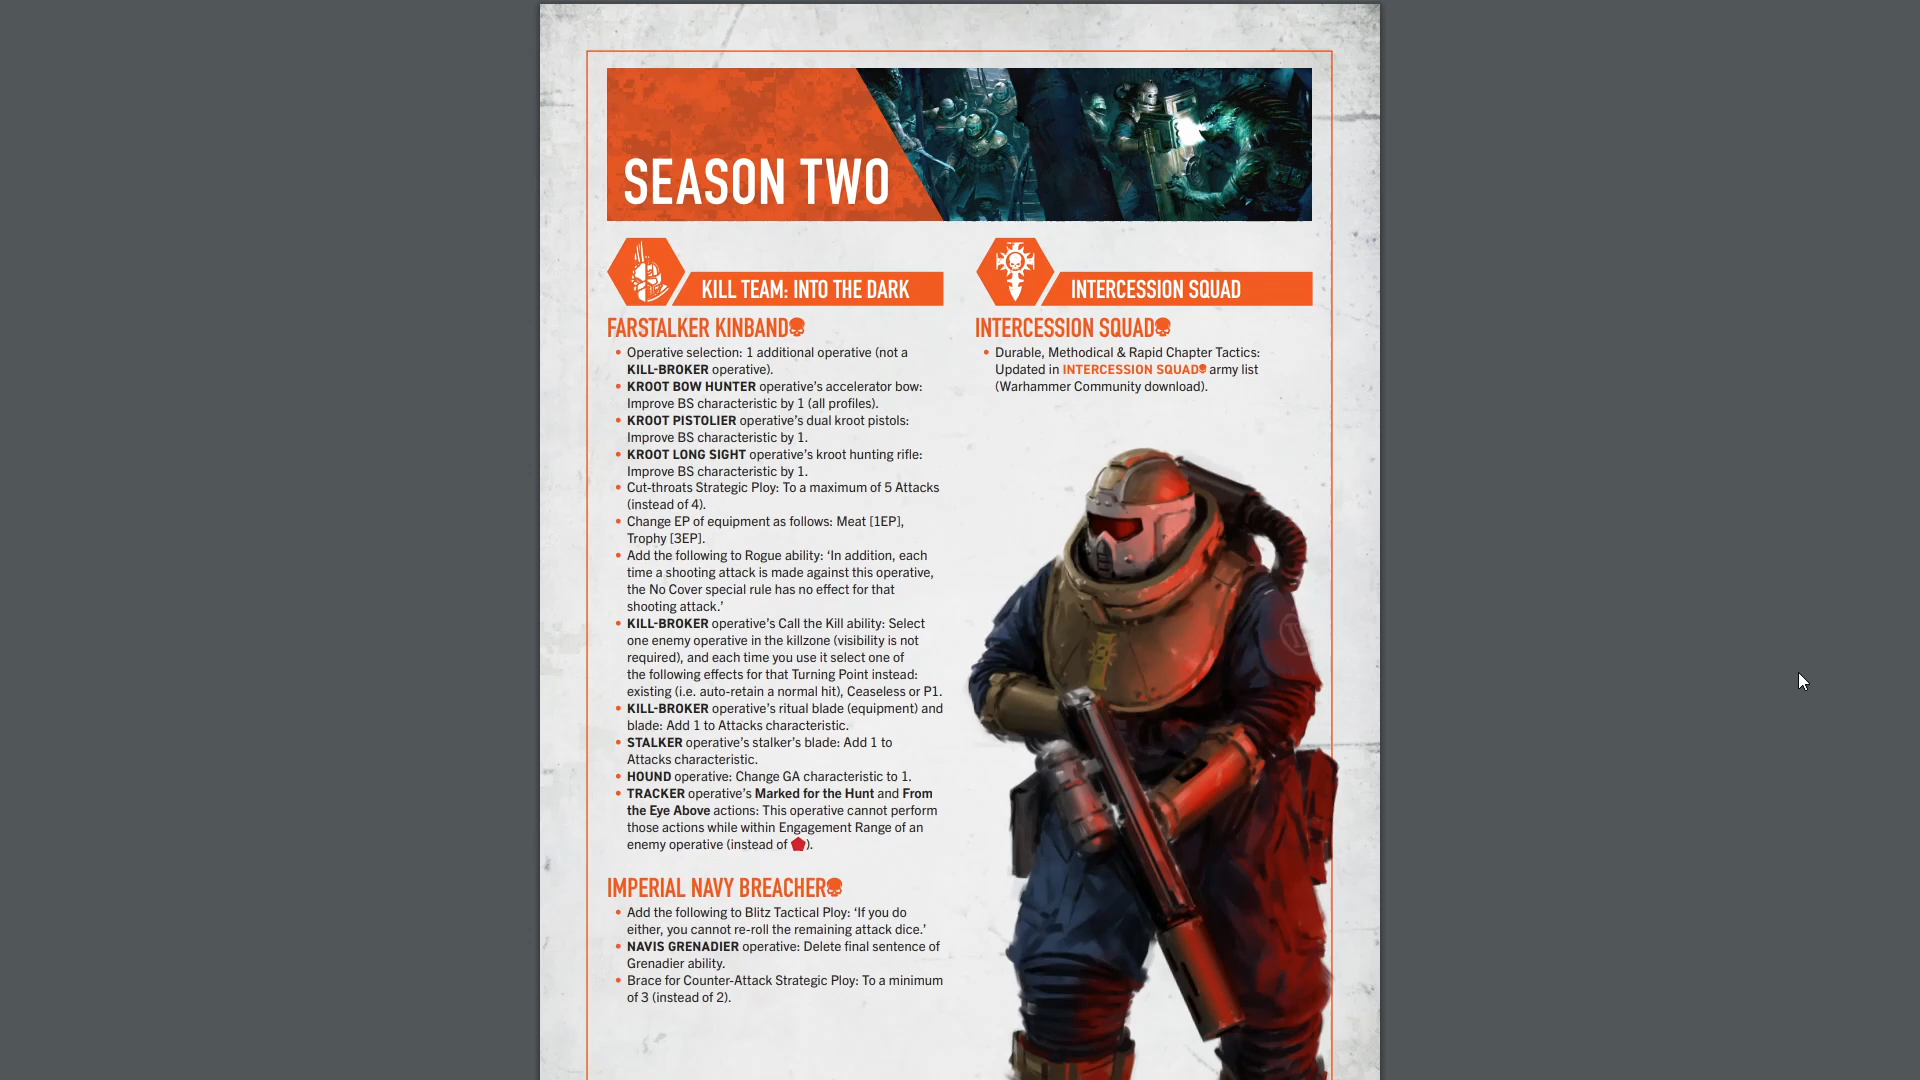 SEASON TWO
KILL TEAM: INTO THE DARK
FARSTALKER KINBAND
• Operative selection: 1 additional operative (not a
KILL-BROKER operative).
• KROOT BOW HUNTER operative’s accelerator bow:
Improve BS characteristic by 1 (all profiles).
• KROOT PISTOLIER operative’s dual kroot pistols:
Improve BS characteristic by 1.
• KROOT LONG SIGHT operative’s kroot hunting rifle:
Improve BS characteristic by 1.
• Cut-throats Strategic Ploy: To a maximum of 5 Attacks
(instead of 4).
• Change EP of equipment as follows: Meat [1EP],
Trophy [3EP].
• Add the following to Rogue ability: ‘In addition, each
time a shooting attack is made against this operative,
the No Cover special rule has no effect for that
shooting attack.’
• KILL-BROKER operative’s Call the Kill ability: Select
one enemy operative in the killzone (visibility is not
required), and each time you use it select one of
the following effects for that Turning Point instead:
existing (i.e. auto-retain a normal hit), Ceaseless or P1.
• KILL-BROKER operative’s ritual blade (equipment) and
blade: Add 1 to Attacks characteristic.
• STALKER operative’s stalker’s blade: Add 1 to
Attacks characteristic.
• HOUND operative: Change GA characteristic to 1.
• TRACKER operative’s Marked for the Hunt and From
the Eye Above actions: This operative cannot perform
those actions while within Engagement Range of an
enemy operative (instead of ).
IMPERIAL NAVY BREACHER
• Add the following to Blitz Tactical Ploy: ‘If you do
either, you cannot re-roll the remaining attack dice.’
• NAVIS GRENADIER operative: Delete final sentence of
Grenadier ability.
• Brace for Counter-Attack Strategic Ploy: To a minimum
of 3 (instead of 2).
INTERCESSION SQUAD
INTERCESSION SQUAD
• Durable, Methodical & Rapid Chapter Tactics:
Updated in INTERCESSION SQUAD army list
(Warhammer Community download).